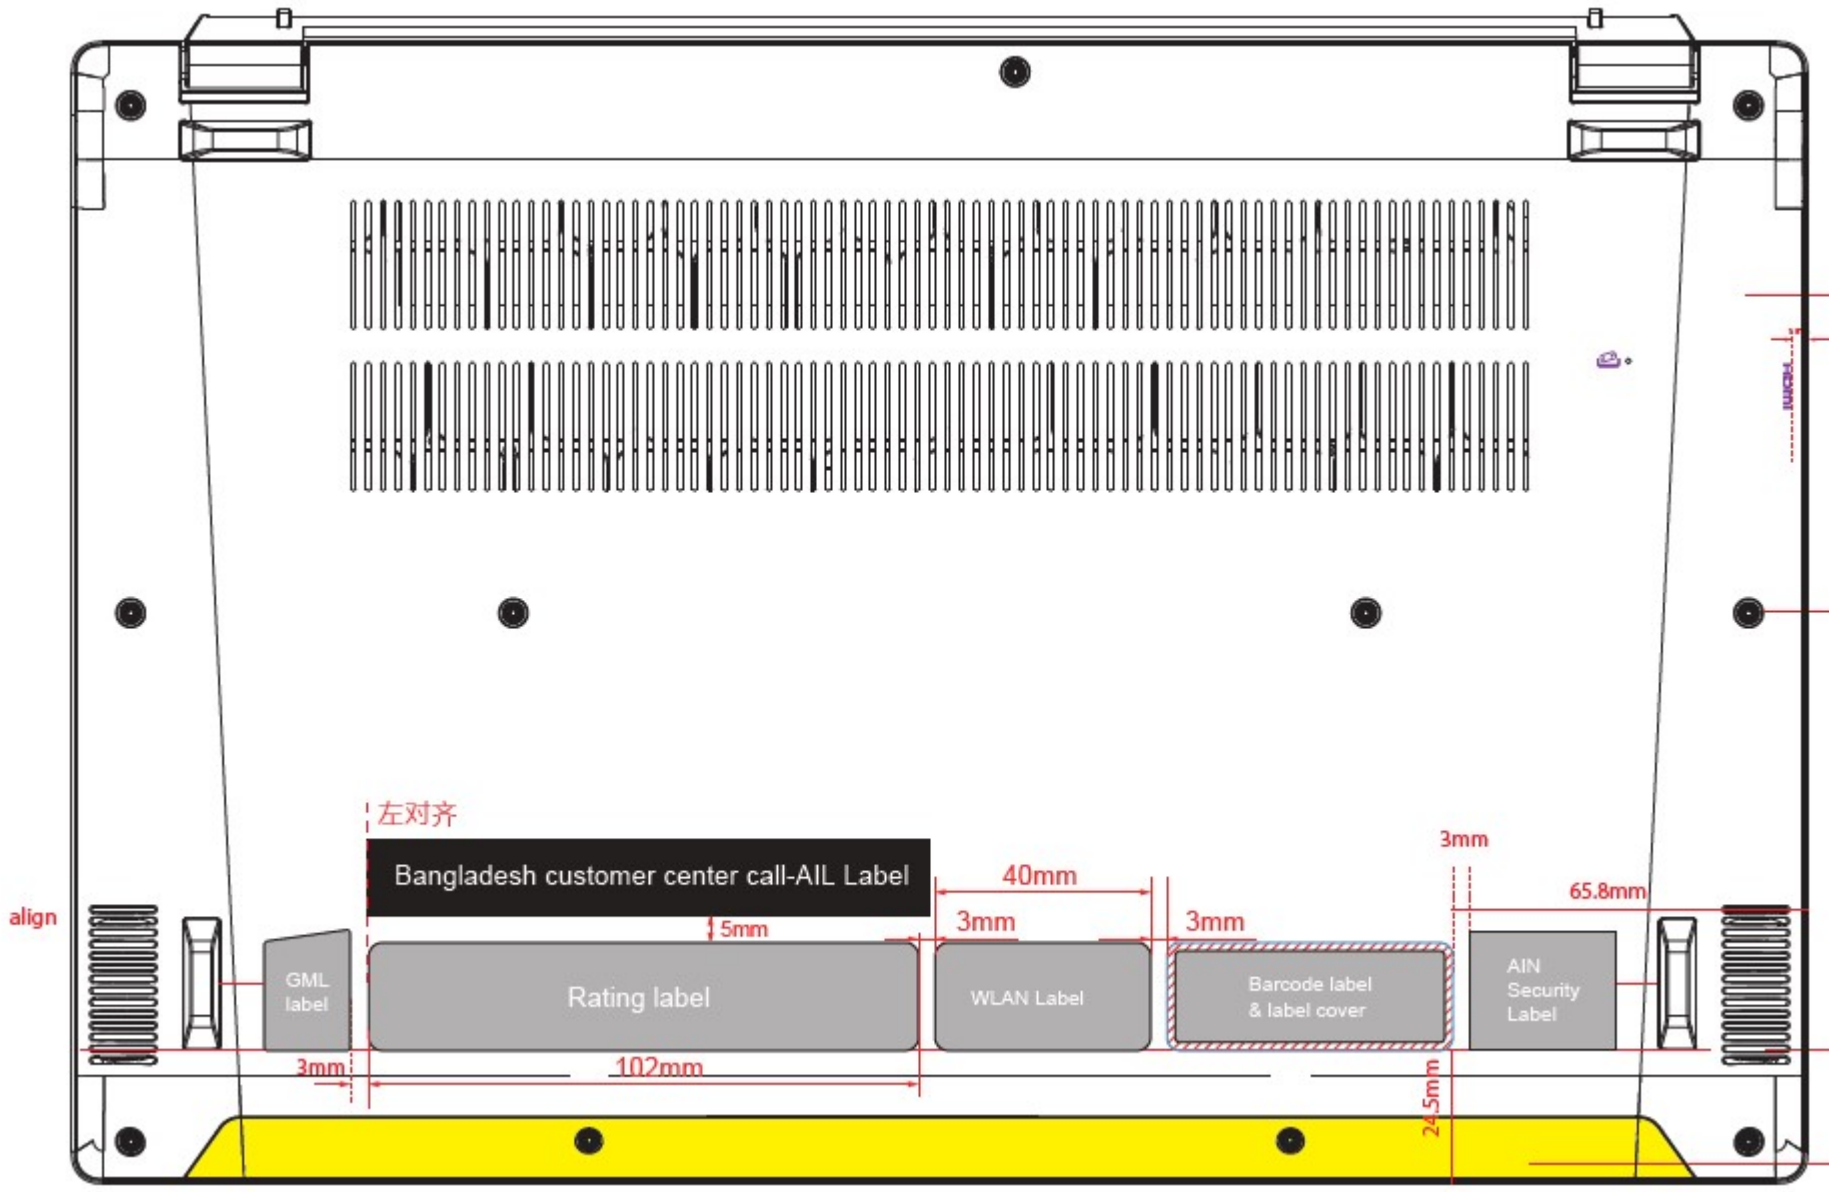 左对齐
Bangladesh customer center call-AIL Label
3mm
40mm
65.8mm
align
5mm
3mm
3mm
GML
label
Rating label
WLAN Label
Barcode label
& label cover
AIN
Security
Label
3mm
102mm
24.5mm